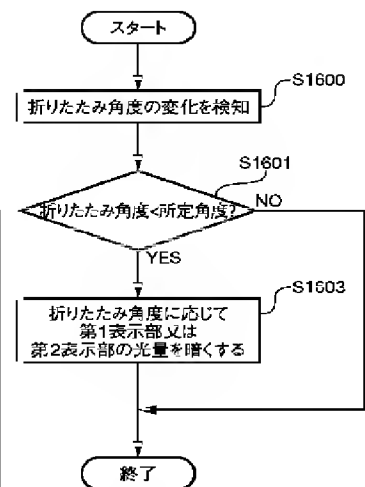 スタート
S1600
折りたたみ角度の変化を検知
S1601
折りたたみ角度<所定角度?
NO
YES
S1603
折りたたみ角度に応じて
第1表示部又は
第2表示部の光量を暗くする
終了